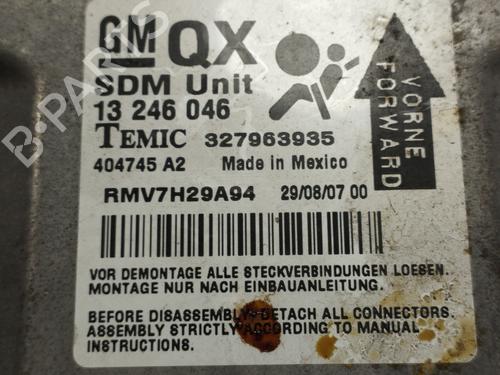 GM QX
SDM Unit
13 246 046
TEMIC 327963935
404745 A2 Made in Mexico
RMV7H29A94 29/08/07 00
VORNE
FORWARD
VOR DEMONTAGE ALLE STECKVERBINDUNGEN LOESEN.
MONTAGE NUR NACH EINBAUANLEITUNG.
BEFORE DISASSEMBLY DETACH ALL CONNECTORS.
ASSEMBLY STRICTLY ACCORDING TO MANUAL
INSTRUCTIONS.
B-PARTS